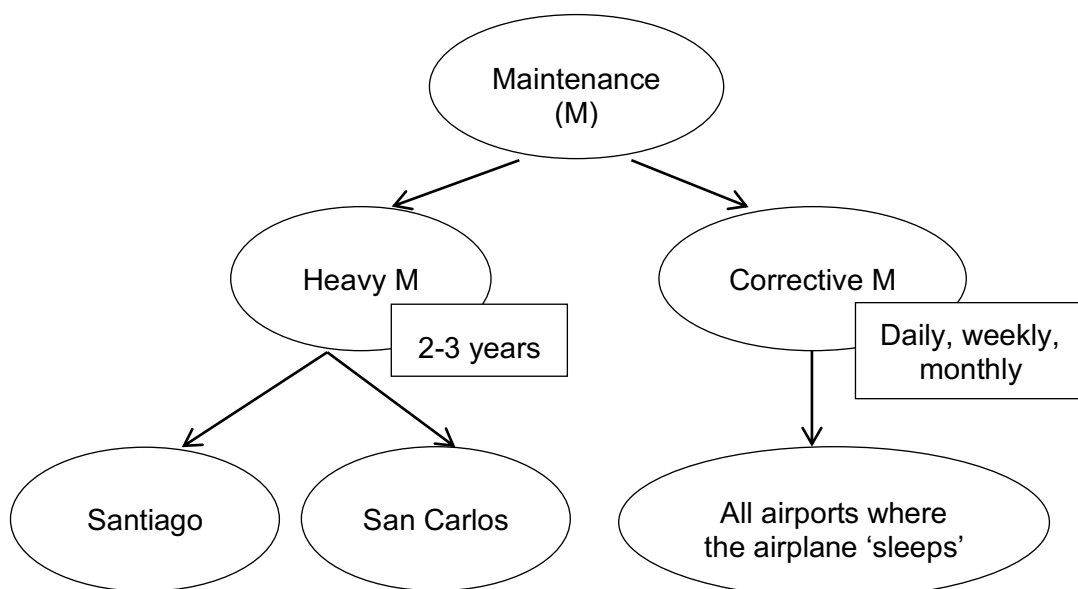 Maintenance
(M)
Heavy M
2-3 years
Corrective M
Daily, weekly,
monthly
Santiago
San Carlos
All airports where
the airplane ‘sleeps’